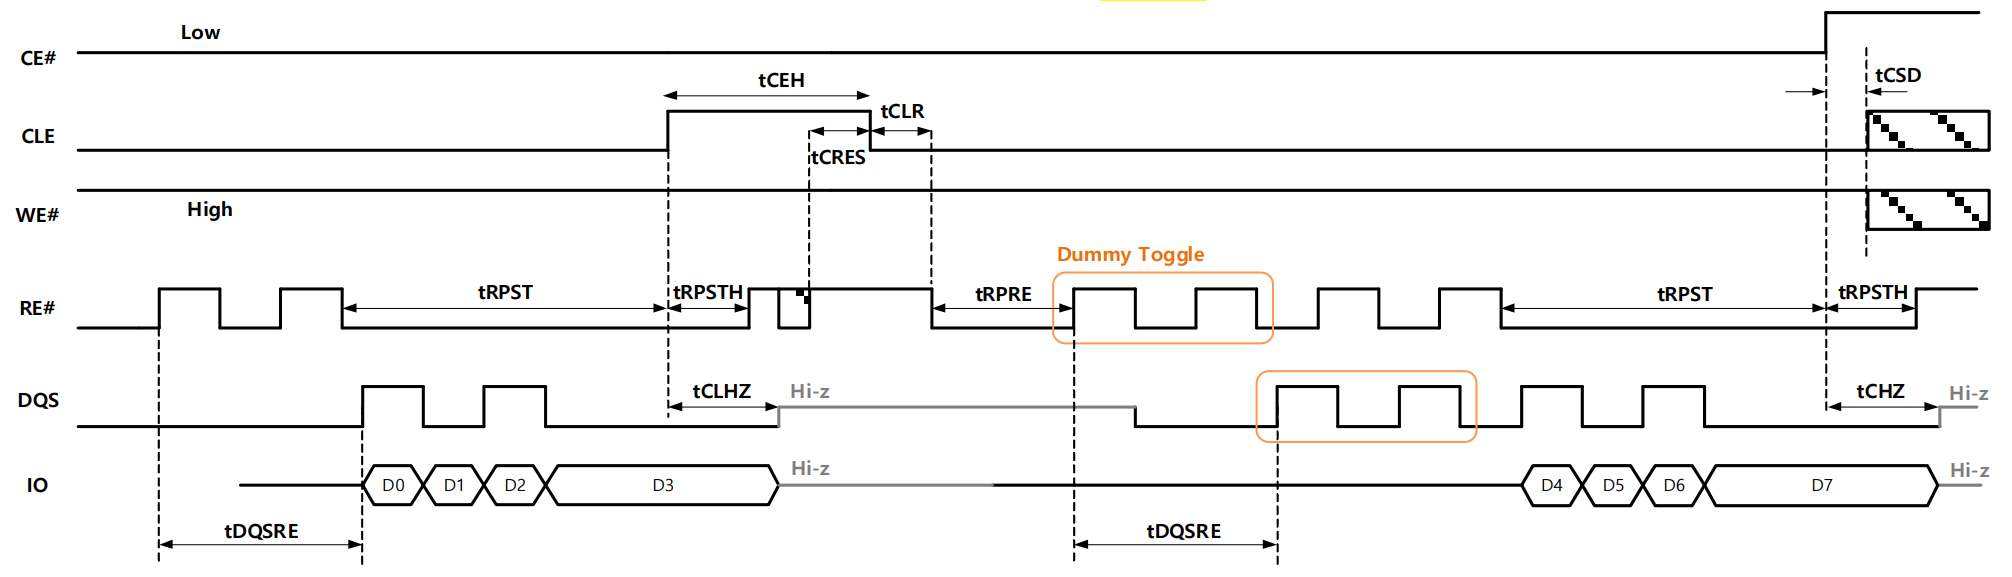 Low
CE#
tCEH
tCSD
tCLR
CLE
tCRES
WE#
High
Dummy Toggle
RE#
tRPST
tRPSTH
tRPRE
tRPST
tRPSTH
DQS
tCLHZ
Hi-z
tCHZ
Hi-z
IO
D0
D1
D2
D3
Hi-z
D4
D5
D6
D7
Hi-z
tDQSRE
tDQSRE